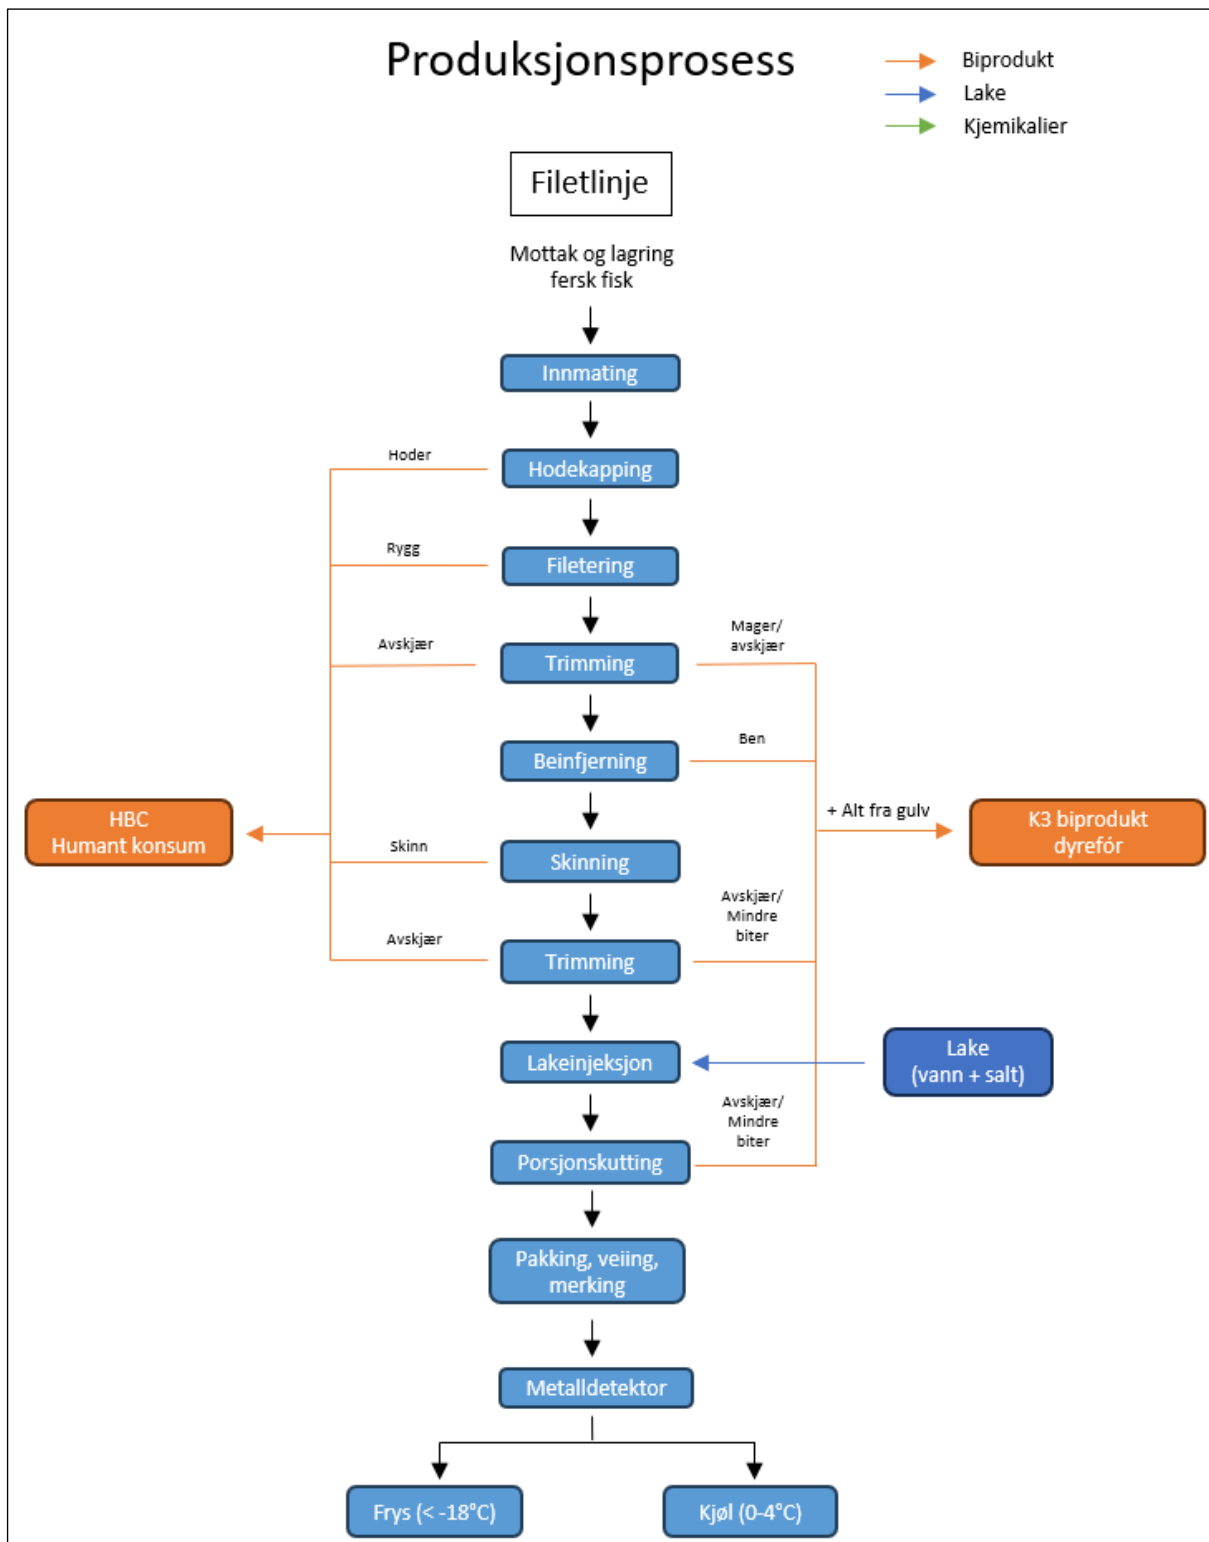 Produksjonsprosess
Biprodukt
Lake
Kjemikalier
Filetlinje
Mottak og lagring
fersk fisk
Innmating
Hoder
Hodekapping
Rygg
Filetering
Avskjær
Trimming
Mager/
avskjær
Beinfjerning
Ben
HBC
Humant konsum
+ Alt fra gulv
K3 biprodukt
dyrefór
Skinn
Skinning
Avskjær
Trimming
Avskjær/
Mindre
biter
Lakeinjeksjon
Lake
(vann + salt)
Avskjær/
Mindre
biter
Porsjonskutting
Pakking, veiing,
merking
Metalldetektor
Frys (< -18°C)
Kjøl (0-4°C)